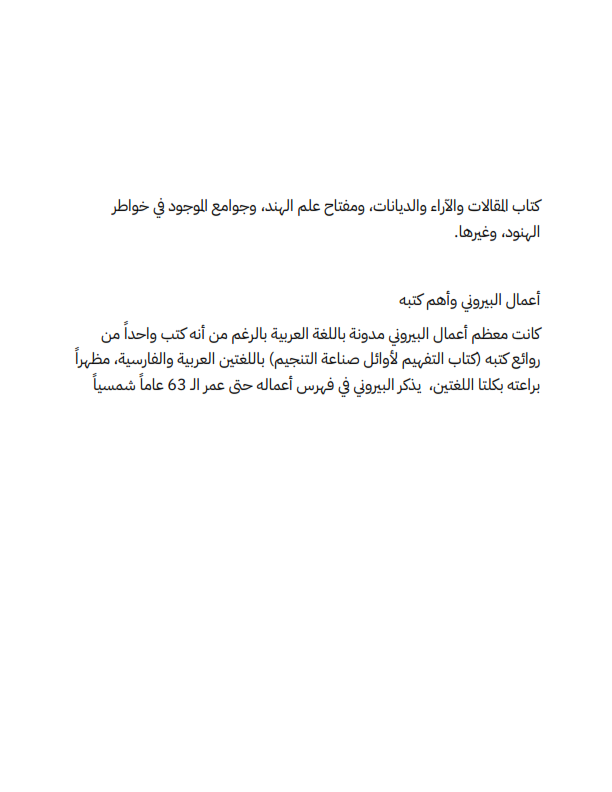 كتاب المقالات والآراء والديانات، ومفتاح علم الهند، وجوامع الموجود في خواطر
الهنود، وغيرها.
أعمال البيروني وأهم كتبه
كانت معظم أعمال البيروني مدونة باللغة العربية بالرغم من أنه كتب واحداً من
روائع كتبه (كتاب التفهيم لأوائل صناعة التنجيم) باللغتين العربية والفارسية، مظهراً
براعته بكلتا اللغتين، يذكر البيروني في فهرس أعماله حتى عمر الـ 63 عاماً شمسياً